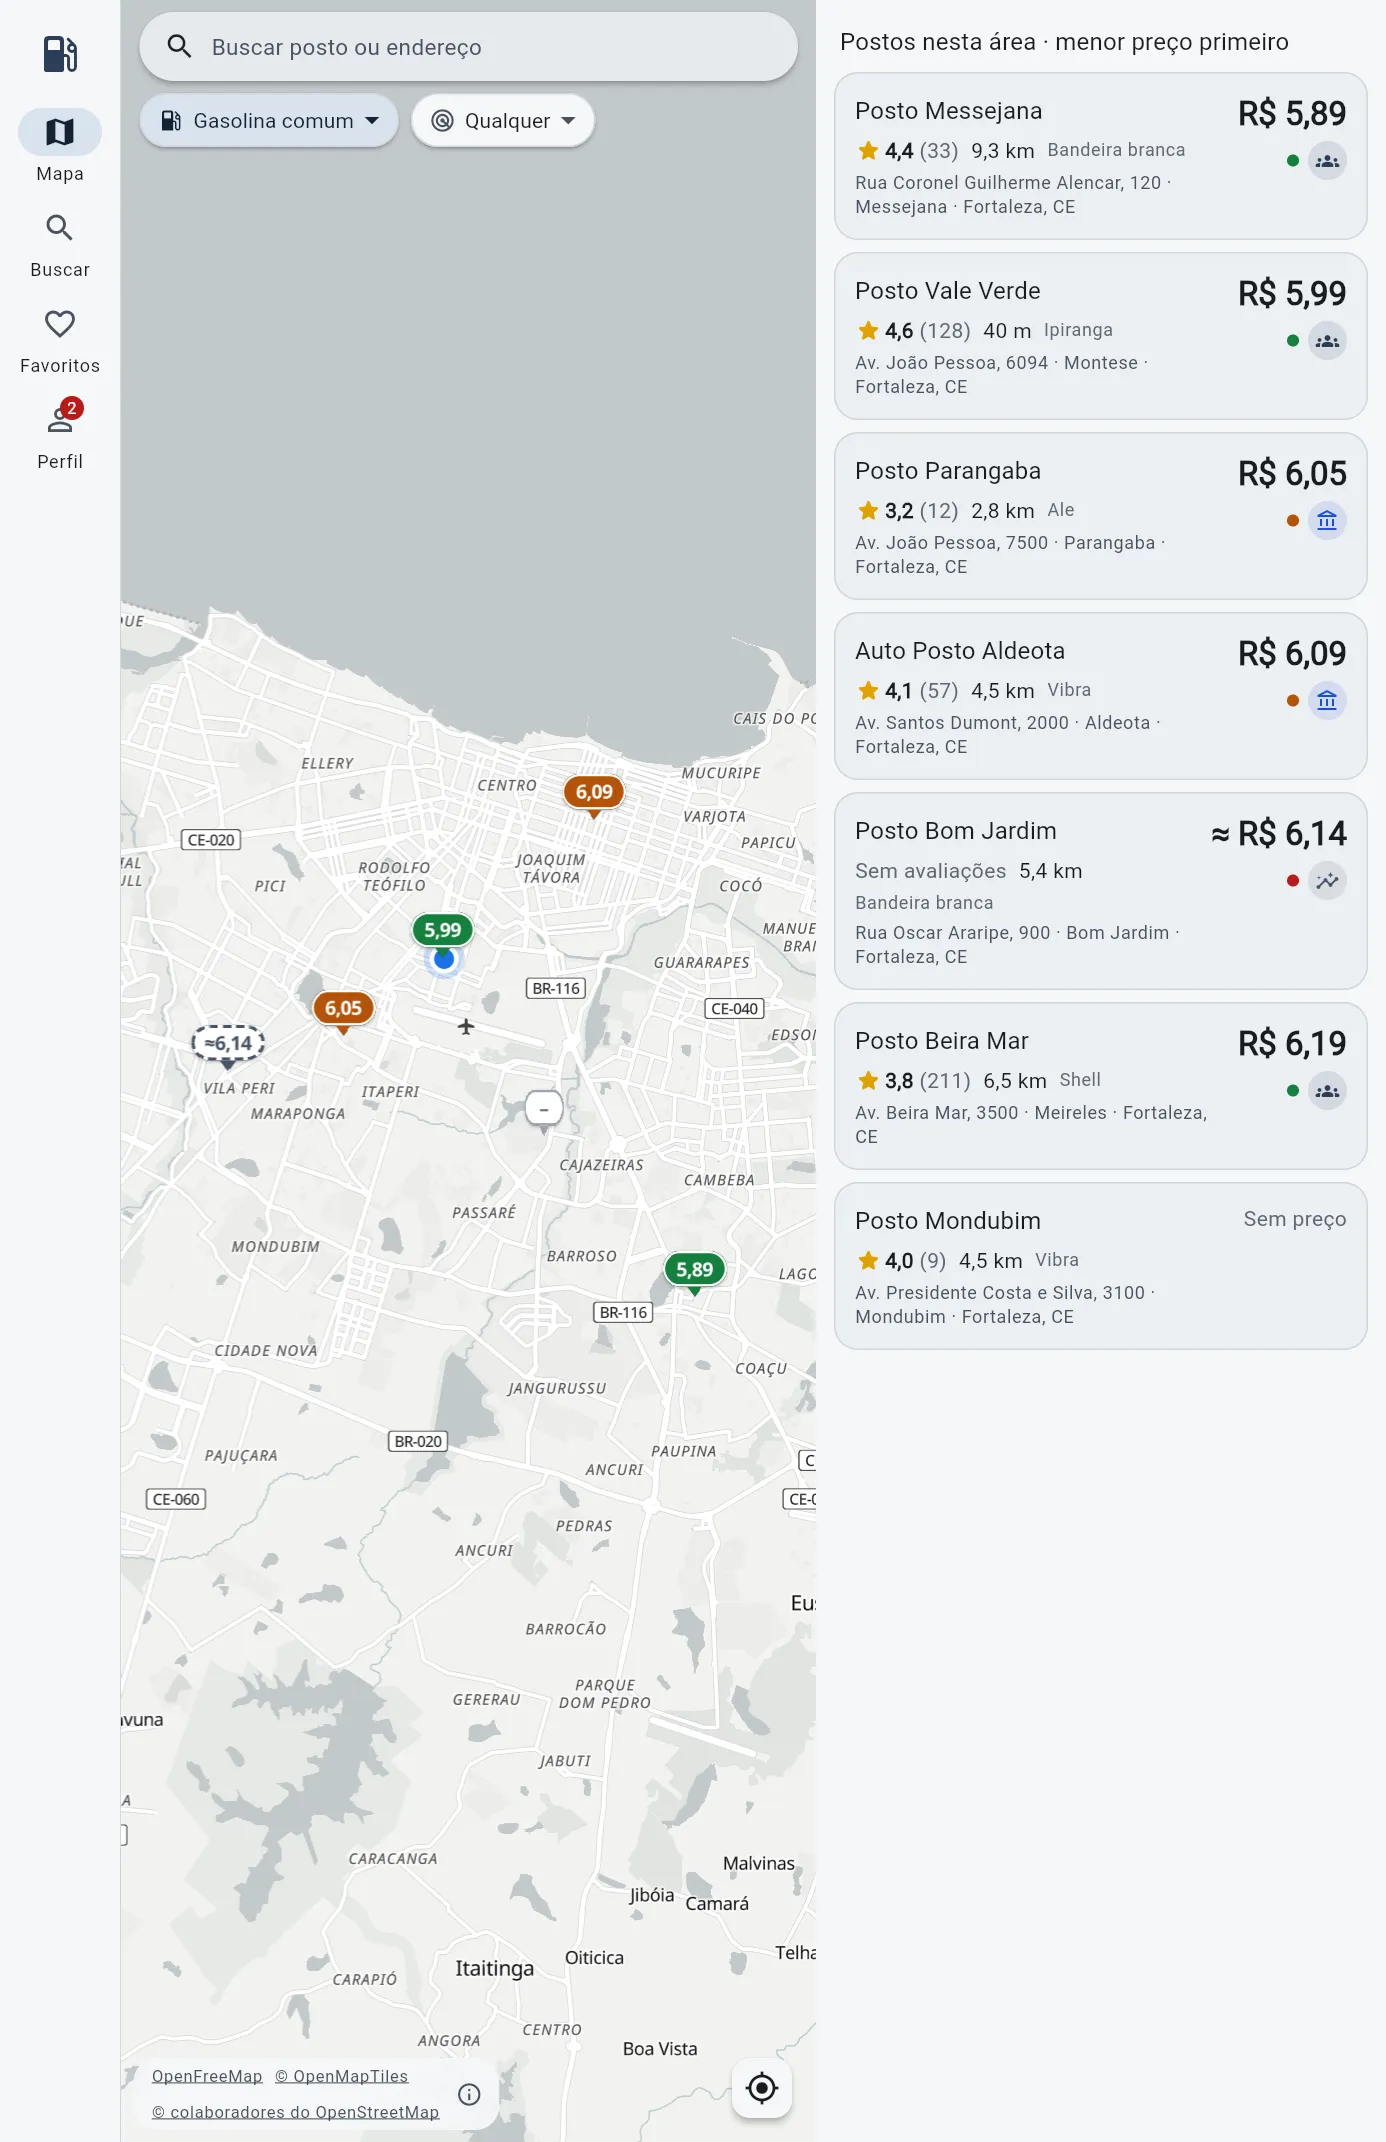 Mapa
Buscar
Favoritos
2
Perfil
Buscar posto ou endereço
Gasolina comum
Qualquer
CAIS DO
ELLERY
CENTRO
6,09
MUCURIPE
VARJOTA
CE-020
PAPICU
RODOLFO
TEÓFILO
JOAQUIM
TÁVORA
PICI
COCÓ
5,99
GUARARAPES
BR-116
6,05
CE-040
≈6,14
VILA PERI
ITAPERI
MARAPONGA
–
CAJAZEIRAS
CAMBEBA
PASSARÉ
MONDUBIM
BARROSO
5,89
BR-116
CIDADE NOVA
COAÇU
JANGURUSSU
BR-020
PAJUÇARA
PAUPINA
ANCURI
CE-060
PEDRAS
ANCURI
BARROCÃO
PARQUE
DOM PEDRO
GERERAU
JABUTI
CARACANGA
Malvinas
Jibóia
Camará
Oiticica
Itaitinga
CARAPIÓ
CENTRO
ANGORA
Boa Vista
OpenFreeMap © OpenMapTiles
© colaboradores do OpenStreetMap
Postos nesta área · menor preço primeiro
Posto Messejana
R$ 5,89
4,4 (33) 9,3 km Bandeira branca
Rua Coronel Guilherme Alencar, 120 ·
Messejana · Fortaleza, CE
Posto Vale Verde
R$ 5,99
4,6 (128) 40 m Ipiranga
Av. João Pessoa, 6094 · Montese ·
Fortaleza, CE
Posto Parangaba
R$ 6,05
3,2 (12) 2,8 km Ale
Av. João Pessoa, 7500 · Parangaba ·
Fortaleza, CE
Auto Posto Aldeota
R$ 6,09
4,1 (57) 4,5 km Vibra
Av. Santos Dumont, 2000 · Aldeota ·
Fortaleza, CE
Posto Bom Jardim
≈ R$ 6,14
Sem avaliações 5,4 km
Bandeira branca
Rua Oscar Araripe, 900 · Bom Jardim ·
Fortaleza, CE
Posto Beira Mar
R$ 6,19
3,8 (211) 6,5 km Shell
Av. Beira Mar, 3500 · Meireles · Fortaleza,
CE
Posto Mondubim
Sem preço
4,0 (9) 4,5 km Vibra
Av. Presidente Costa e Silva, 3100 ·
Mondubim · Fortaleza, CE